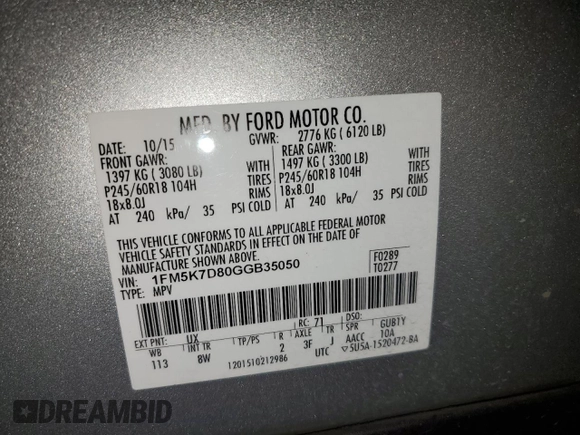 MFD. BY FORD MOTOR CO.
DATE: 10/15 GVWR: 2776 KG ( 6120 LB)
FRONT GAWR: REAR GAWR:
1397 KG ( 3080 LB) WITH 1497 KG ( 3300 LB) WITH
P245/60R18 104H TIRES P245/60R18 104H TIRES
18x8.0J RIMS 18x8.0J RIMS
AT 240 kPa/ 35 PSI COLD AT 240 kPa/ 35 PSI COLD
THIS VEHICLE CONFORMS TO ALL APPLICABLE FEDERAL MOTOR
VEHICLE SAFETY STANDARDS IN EFFECT ON THE DATE OF
MANUFACTURE SHOWN ABOVE.
VIN: 1FM5K7D80GGB35050 F0289
TYPE: MPV T0277
EXT PNT: UX RC: 71 DSO:
WB INT TR TP/PS R AXLE TR SPR GUB1Y
113 8W 2 3F J AACC 10A
1201510212986 UTC ▽5U5A-1520472-BA
DREAMBID